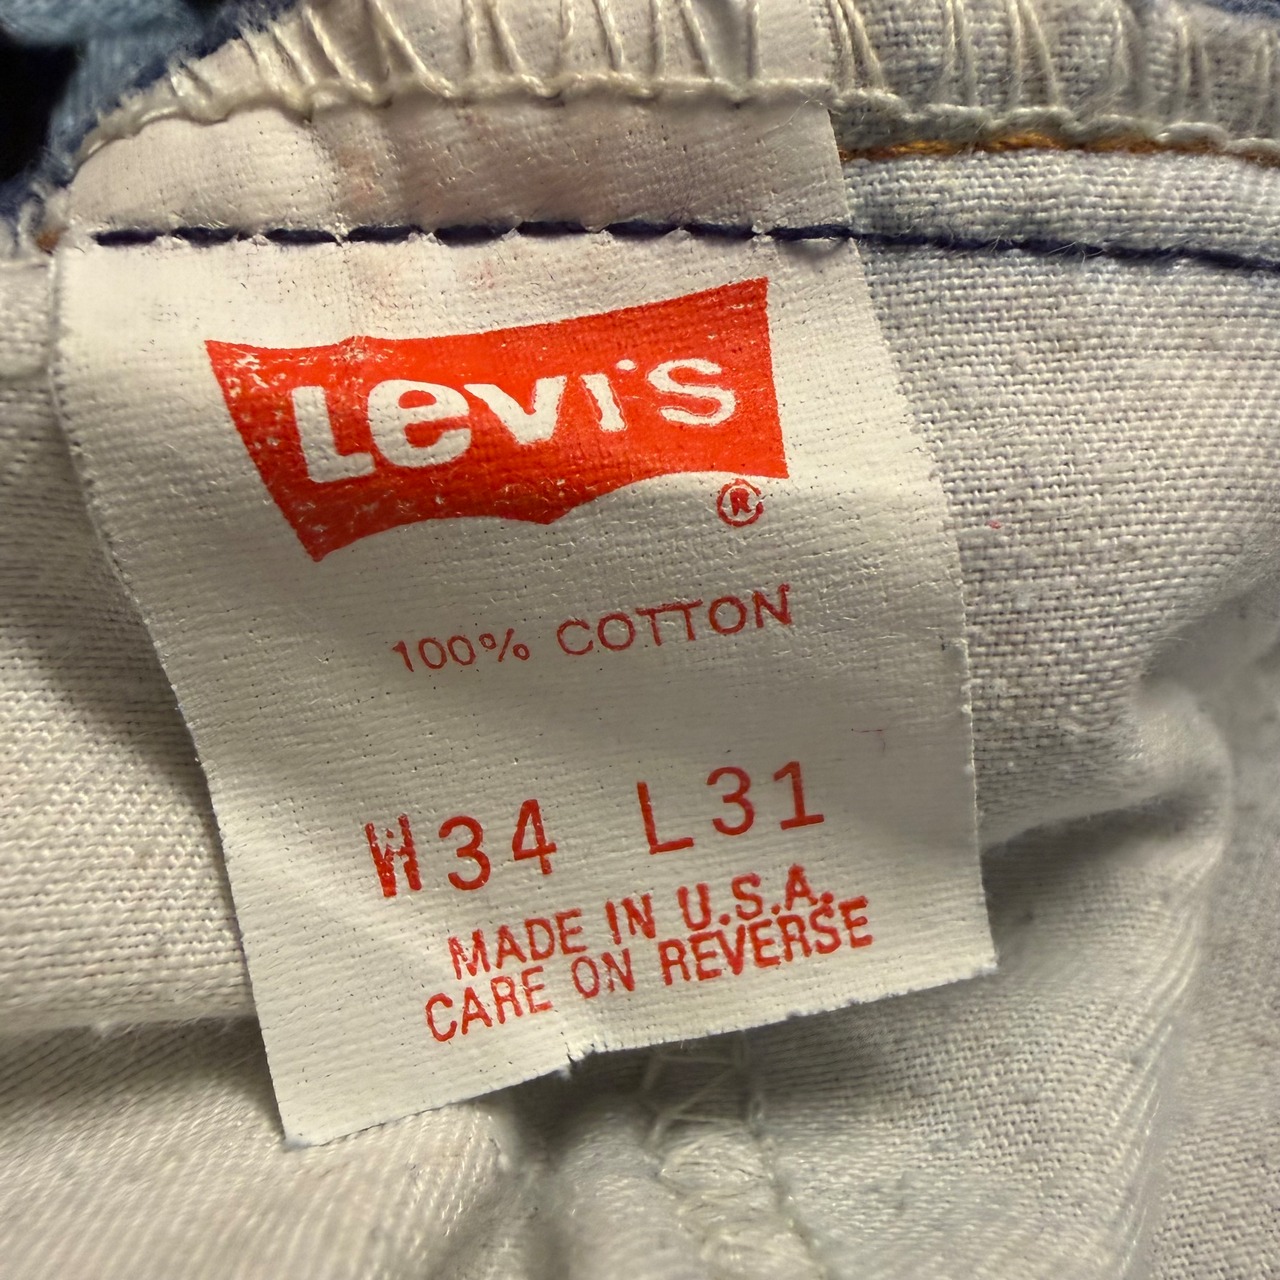 Levi's
®
100% COTTON
W34 L31
MADE IN U.S.A.
CARE ON REVERSE